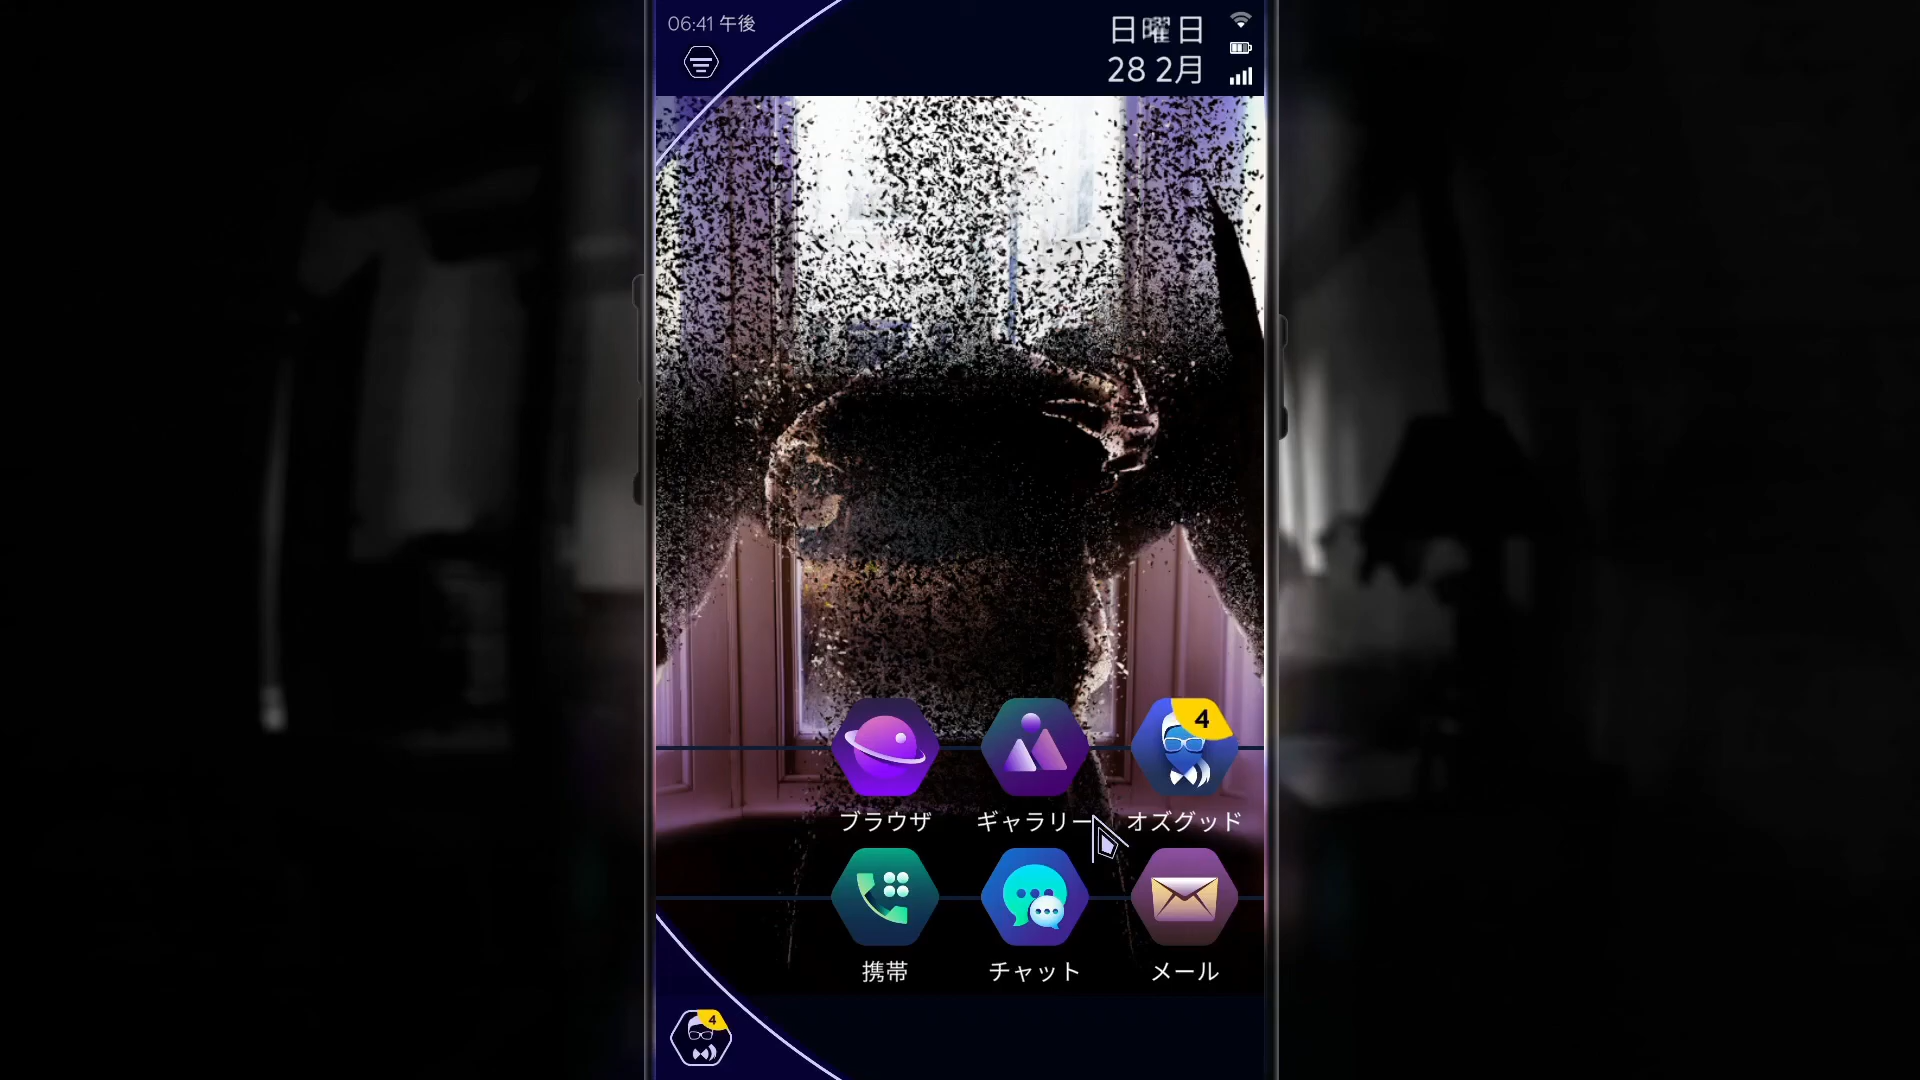 06:41 午後
日曜日
28 2月
4
ブラウザ
ギャラリー
オズグッド
携帯
チャット
メール
4